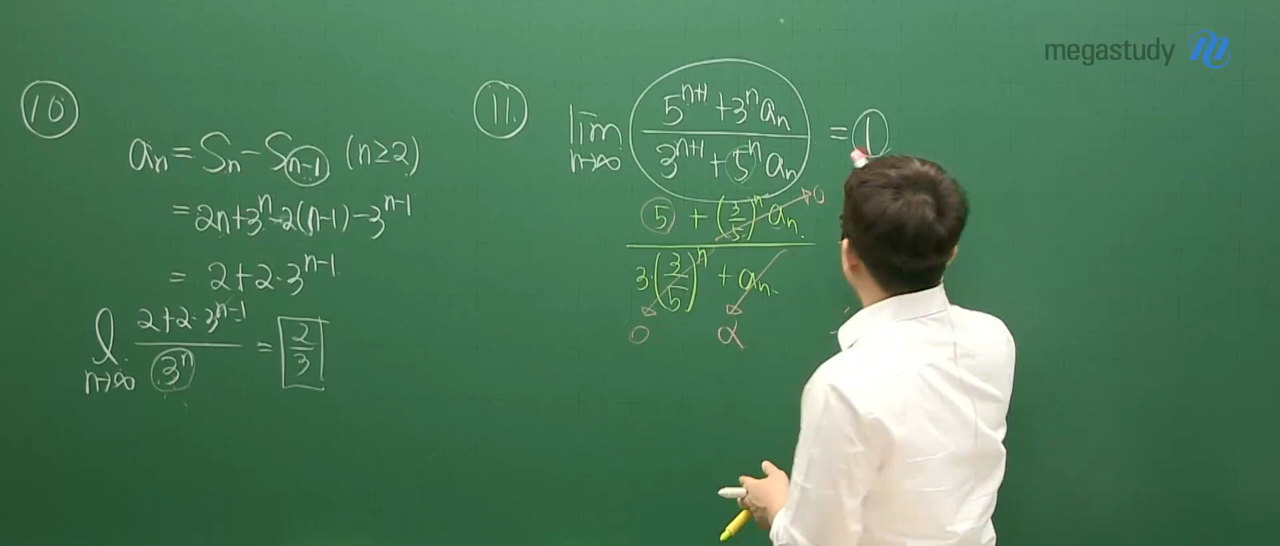 megastudy
10
aₙ = Sₙ - Sₙ₋₁ (n≥2)
= 2n+3ⁿ-2(n-1)-3ⁿ⁻¹
= 2+2·3ⁿ⁻¹
l n→∞ (2+2·3ⁿ⁻¹)/3ⁿ = 2/3
11.
lim n→∞ (5ⁿ⁺¹+3ⁿaₙ)/(3ⁿ⁺¹+5ⁿaₙ) = 1
(5+(3/5)ⁿaₙ)/(3·(3/5)ⁿ+aₙ)
0
0 α